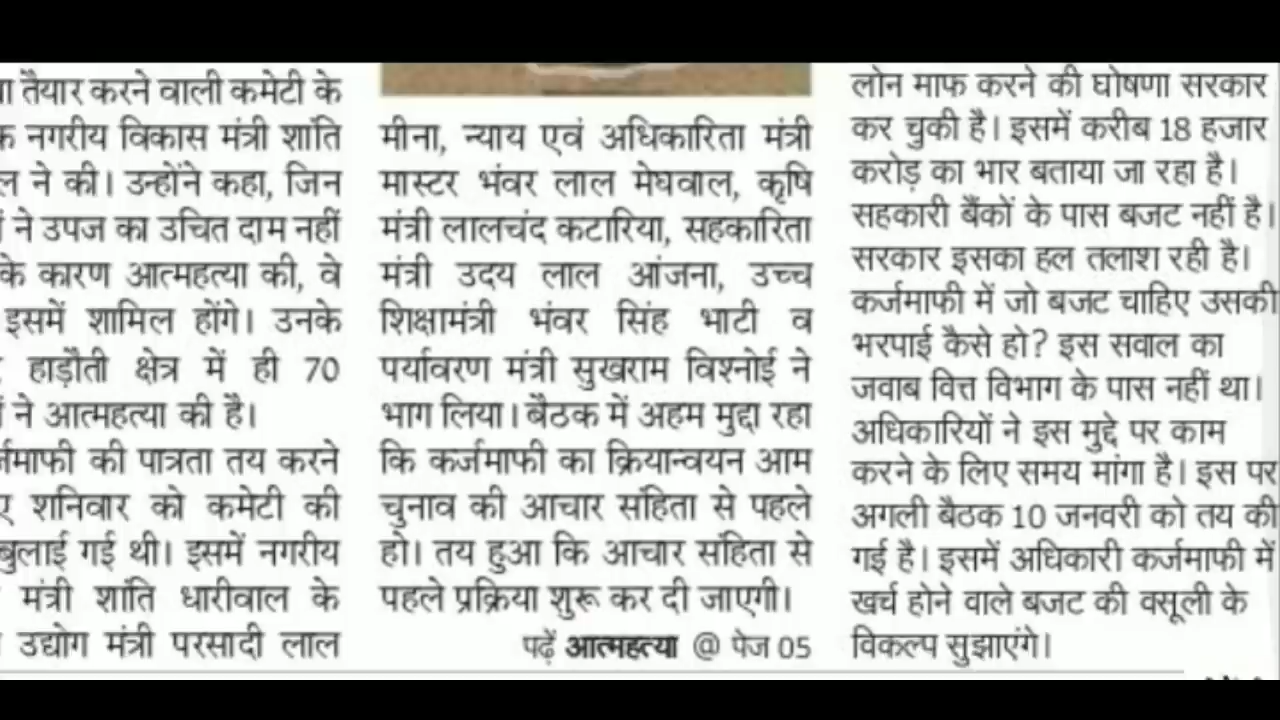 तैयार करने वाली कमेटी के
नगरीय विकास मंत्री शांति
ने की। उन्होंने कहा, जिन
ने उपज का उचित दाम नहीं
के कारण आत्महत्या की, वे
इसमें शामिल होंगे। उनके
हाड़ौती क्षेत्र में ही 70
ने आत्महत्या की है।
की पात्रता तय करने
शनिवार को कमेटी की
बुलाई गई थी। इसमें नगरीय
मंत्री शांति धारीवाल के
उद्योग मंत्री परसादी लाल
मीना, न्याय एवं अधिकारिता मंत्री
मास्टर भंवर लाल मेघवाल, कृषि
मंत्री लालचंद कटारिया, सहकारिता
मंत्री उदय लाल आंजना, उच्च
शिक्षामंत्री भंवर सिंह भाटी व
पर्यावरण मंत्री सुखराम विश्नोई ने
भाग लिया। बैठक में अहम मुद्दा रहा
कि कर्जमाफी का क्रियान्वयन आम
चुनाव की आचार संहिता से पहले
हो। तय हुआ कि आचार संहिता से
पहले प्रक्रिया शुरू कर दी जाएगी।
पढ़ें आत्महत्या @ पेज 05
लोन माफ करने की घोषणा सरकार
कर चुकी है। इसमें करीब 18 हजार
करोड़ का भार बताया जा रहा है।
सहकारी बैंकों के पास बजट नहीं है।
सरकार इसका हल तलाश रही है।
कर्जमाफी में जो बजट चाहिए उसकी
भरपाई कैसे हो? इस सवाल का
जवाब वित्त विभाग के पास नहीं था।
अधिकारियों ने इस मुद्दे पर काम
करने के लिए समय मांगा है। इस पर
अगली बैठक 10 जनवरी को तय की
गई है। इसमें अधिकारी कर्जमाफी में
खर्च होने वाले बजट की वसूली के
विकल्प सुझाएंगे।